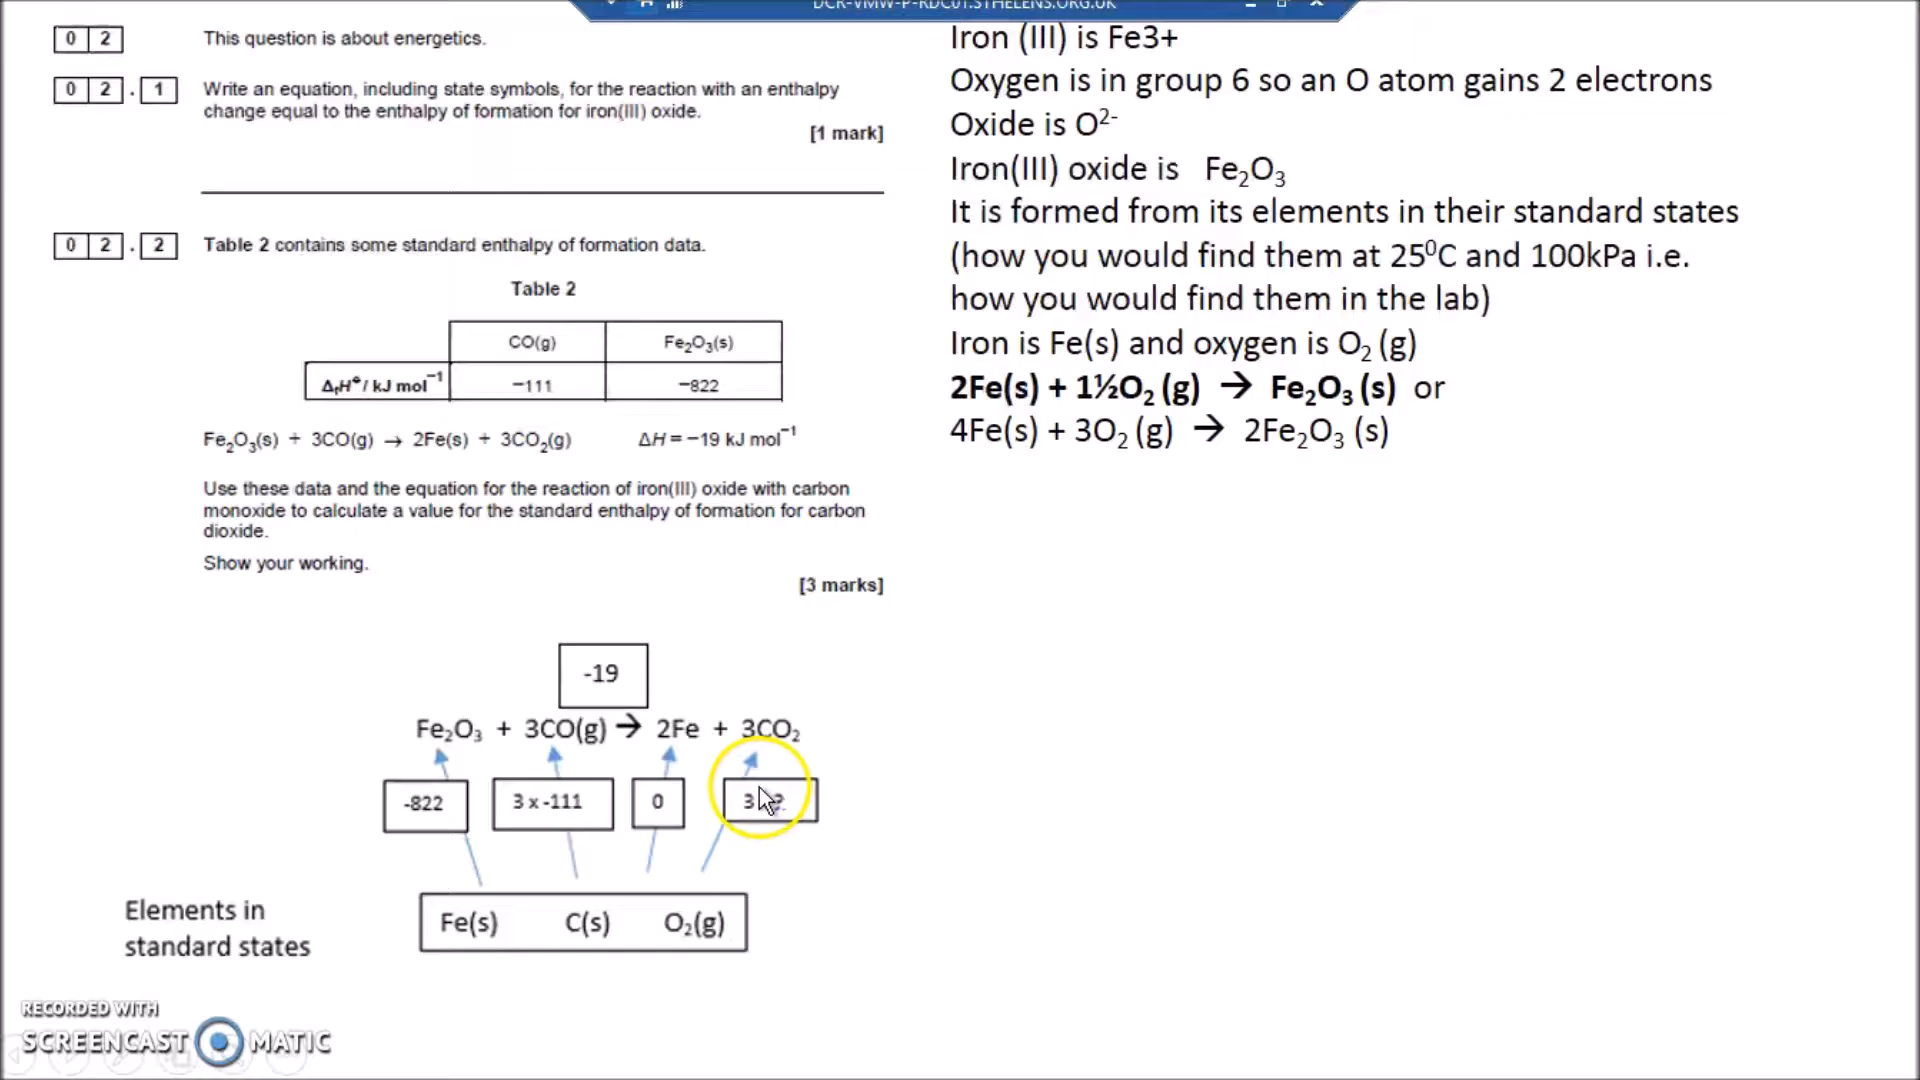 DCR-VMW-P-RDC01.STHELENS.ORG.UK
0 2 This question is about energetics.
0 2 . 1 Write an equation, including state symbols, for the reaction with an enthalpy
change equal to the enthalpy of formation for iron(III) oxide.
[1 mark]
0 2 . 2 Table 2 contains some standard enthalpy of formation data.
Table 2
CO(g) Fe₂O₃(s)
ΔfH⦵/ kJ mol⁻¹ −111 −822
Fe₂O₃(s) + 3CO(g) → 2Fe(s) + 3CO₂(g) ΔH = −19 kJ mol⁻¹
Use these data and the equation for the reaction of iron(III) oxide with carbon
monoxide to calculate a value for the standard enthalpy of formation for carbon
dioxide.
Show your working.
[3 marks]
-19
Fe₂O₃ + 3CO(g) → 2Fe + 3CO₂
-822 3 x -111 0 3 ?
Elements in
standard states
Fe(s) C(s) O₂(g)
Iron (III) is Fe3+
Oxygen is in group 6 so an O atom gains 2 electrons
Oxide is O²⁻
Iron(III) oxide is Fe₂O₃
It is formed from its elements in their standard states
(how you would find them at 25⁰C and 100kPa i.e.
how you would find them in the lab)
Iron is Fe(s) and oxygen is O₂ (g)
2Fe(s) + 1½O₂ (g) → Fe₂O₃ (s) or
4Fe(s) + 3O₂ (g) → 2Fe₂O₃ (s)
RECORDED WITH
SCREENCAST MATIC